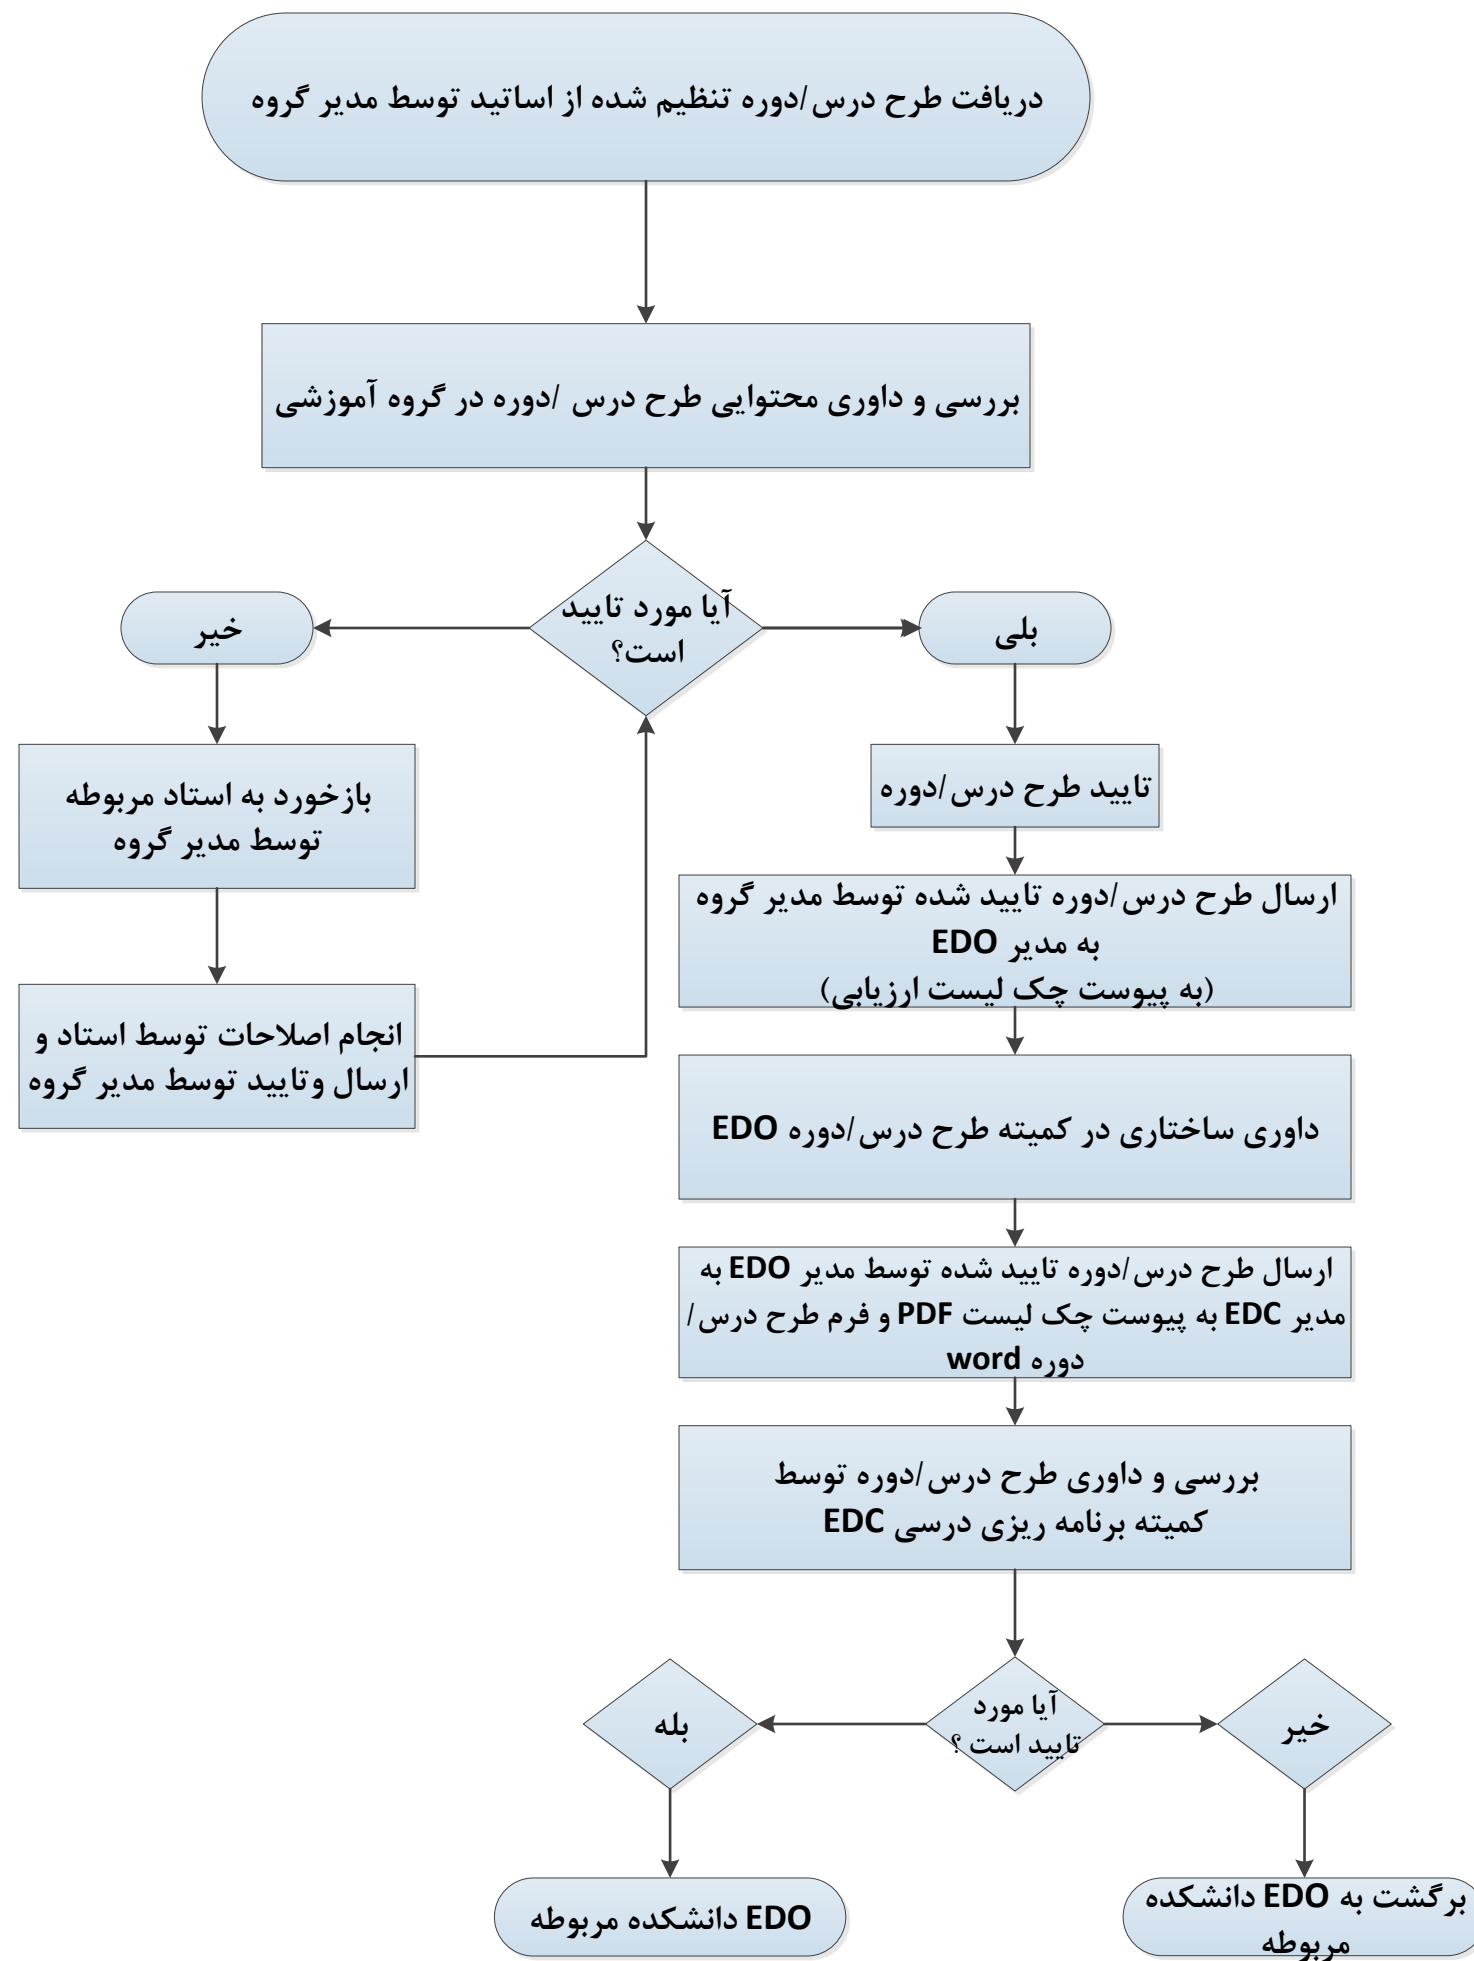 دریافت طرح درس/دوره تنظیم شده از اساتید توسط مدیر گروه
بررسی و داوری محتوایی طرح درس /دوره در گروه آموزشی
آیا مورد تایید
است؟
بلی
خیر
تایید طرح درس/دوره
بازخورد به استاد مربوطه
توسط مدیر گروه
ارسال طرح درس/دوره تایید شده توسط مدیر گروه
به مدیر EDO
(به پیوست چک لیست ارزیابی)
انجام اصلاحات توسط استاد و
ارسال وتایید توسط مدیر گروه
داوری ساختاری در کمیته طرح درس/دوره EDO
ارسال طرح درس/دوره تایید شده توسط مدیر EDO به
مدیر EDC به پیوست چک لیست PDF و فرم طرح درس/
دوره word
بررسی و داوری طرح درس/دوره توسط
کمیته برنامه ریزی درسی EDC
آیا مورد
تایید است ؟
خیر
بله
برگشت به EDO دانشکده
مربوطه
EDO دانشکده مربوطه